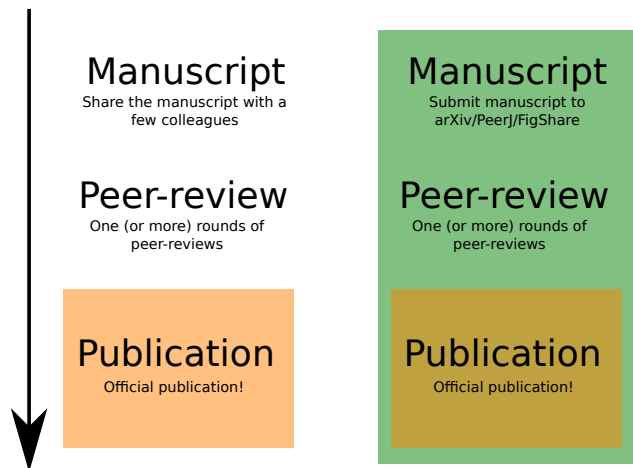 Manuscript
Share the manuscript with a
few colleagues
Peer-review
One (or more) rounds of
peer-reviews
Publication
Official publication!
Manuscript
Submit manuscript to
arXiv/PeerJ/FigShare
Peer-review
One (or more) rounds of
peer-reviews
Publication
Official publication!